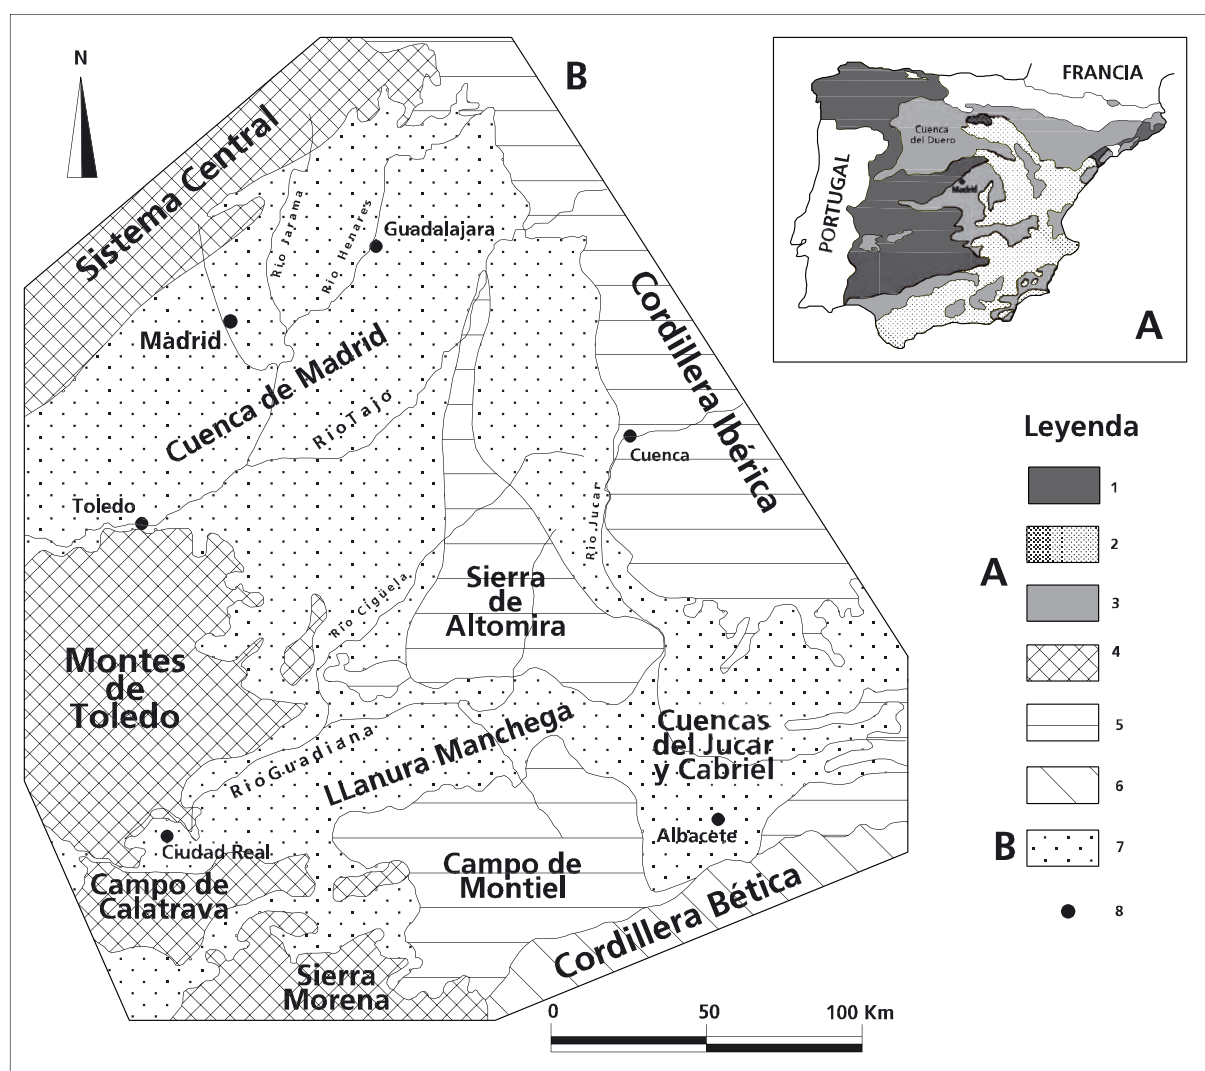 N
B
Sistema Central
Río Jarama
Río Henares
Guadalajara
Madrid
Cuenca de Madrid
Río Tajo
Cordillera Ibérica
Cuenca
Toledo
Río Jucar
Río Cigüela
Sierra
de
Altomira
Montes
de
Toledo
Río Guadiana
LLanura Manchega
Cuencas
del Jucar
y Cabriel
Albacete
Ciudad Real
Campo de
Calatrava
Campo de
Montiel
Cordillera Bética
Sierra
Morena
0
50
100 Km
FRANCIA
Cuenca
del Duero
Madrid
PORTUGAL
A
Leyenda
1
2
A
3
4
5
6
B
7
8